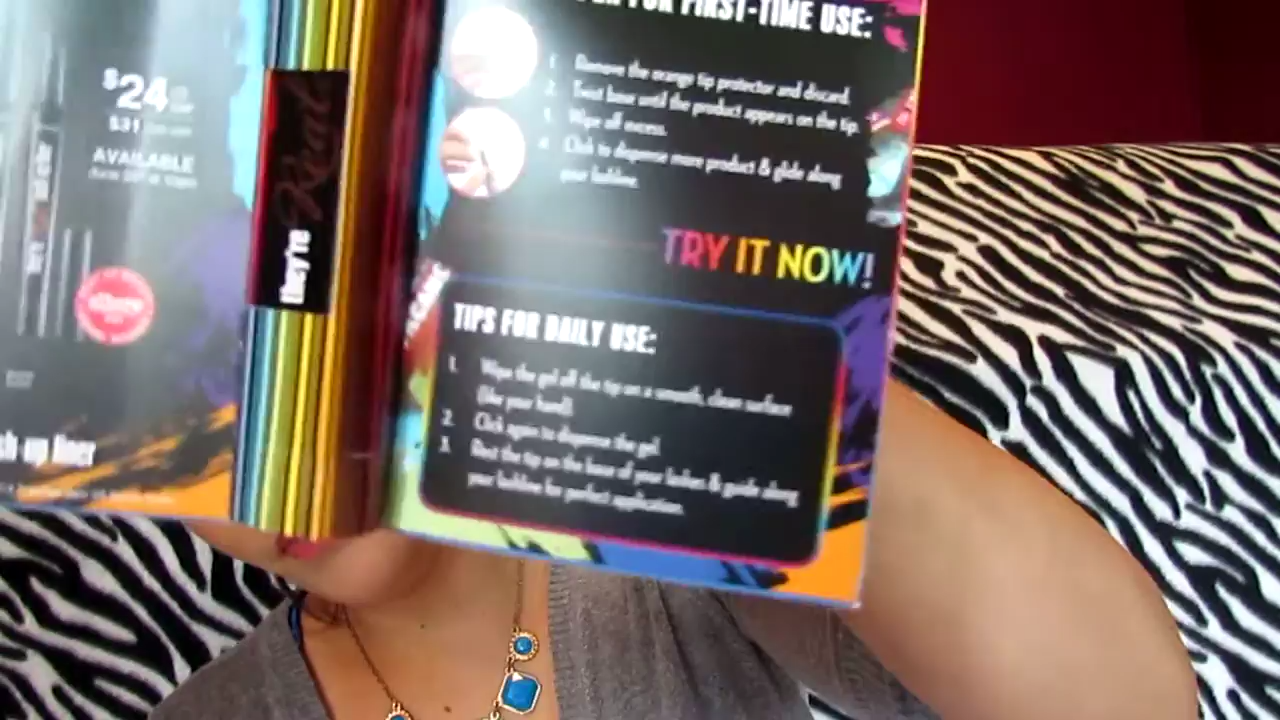 $24
$31
AVAILABLE
they're Real
FOR FIRST-TIME USE:
1. Remove the orange tip protector and discard.
2. Twist base until the product appears on the tip.
3. Wipe off excess.
4. Click to dispense more product & glide along
your lashline.
TRY IT NOW!
TIPS FOR DAILY USE:
1. Wipe the gel off the tip on a smooth, clean surface
(like your hand).
2. Click again to dispense the gel.
3. Rest the tip on the base of your lashes & guide along
your lashline for perfect application.
liner